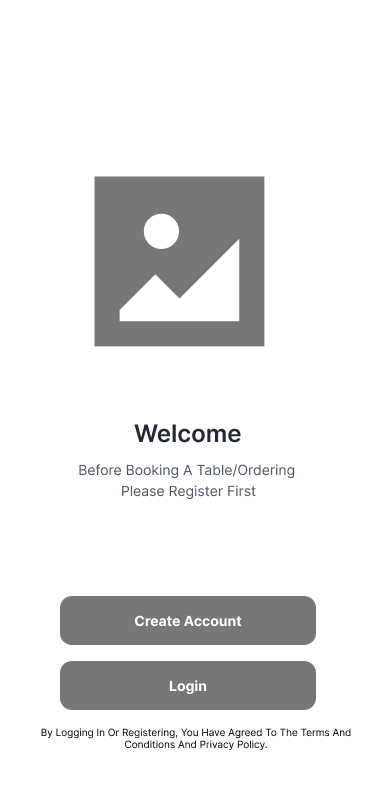 Welcome
Before Booking A Table/Ordering
Please Register First
Create Account
Login
By Logging In Or Registering, You Have Agreed To The Terms And
Conditions And Privacy Policy.